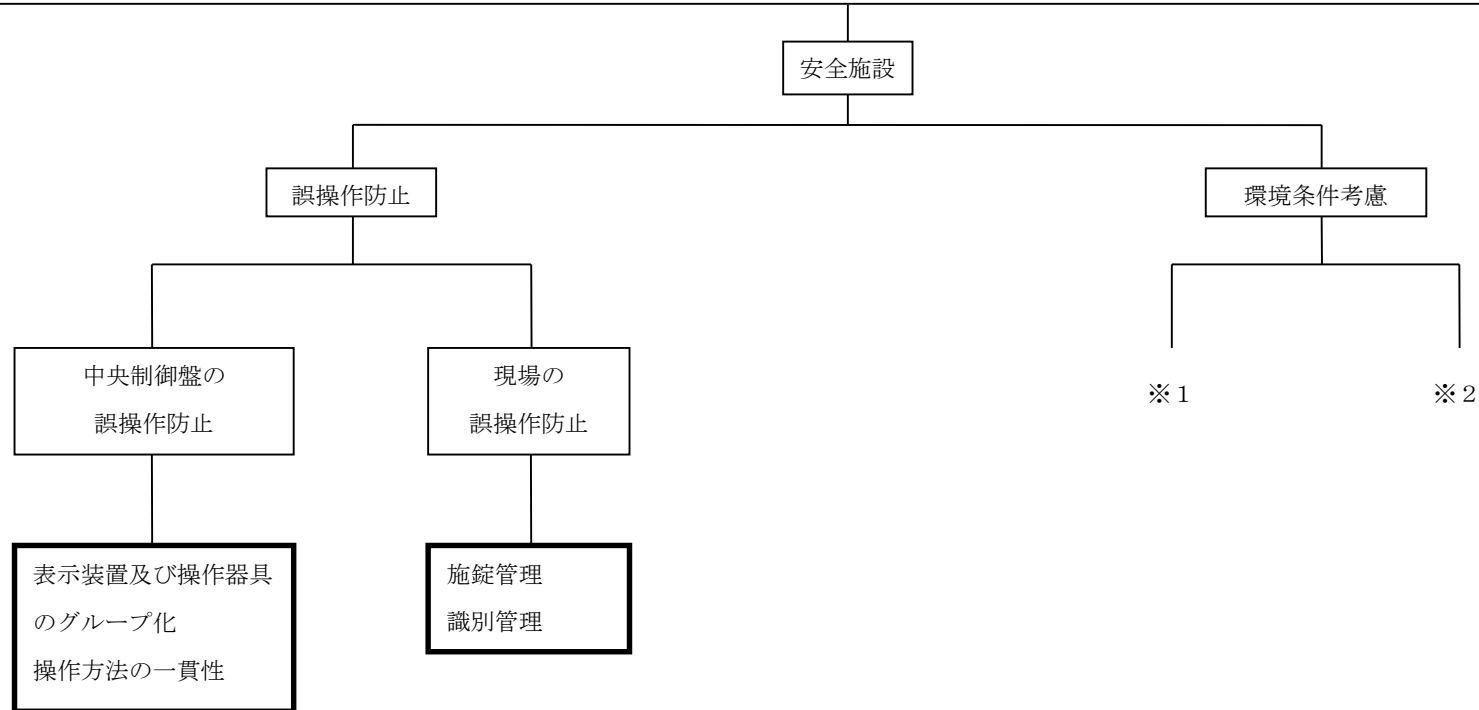 安全施設
誤操作防止
環境条件考慮
中央制御盤の
誤操作防止
現場の
誤操作防止
※１
※２
表示装置及び操作器具
のグループ化
操作方法の一貫性
施錠管理
識別管理